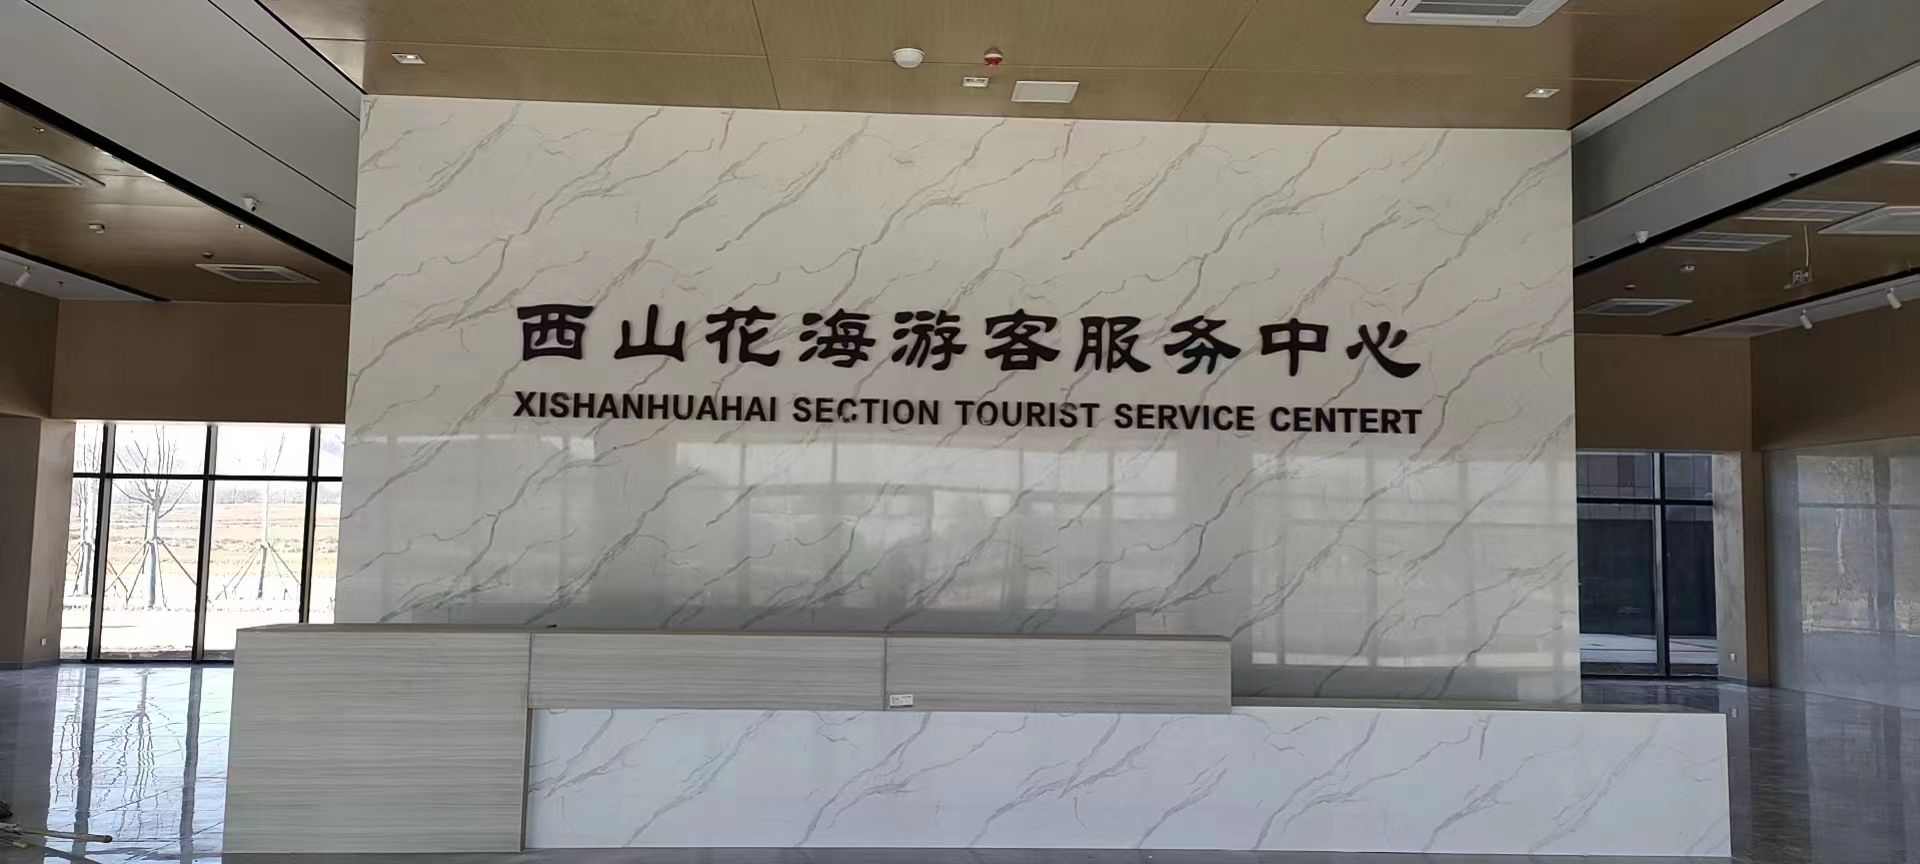 西山花海游客服务中心
XISHANHUAHAI SECTION TOURIST SERVICE CENTERT